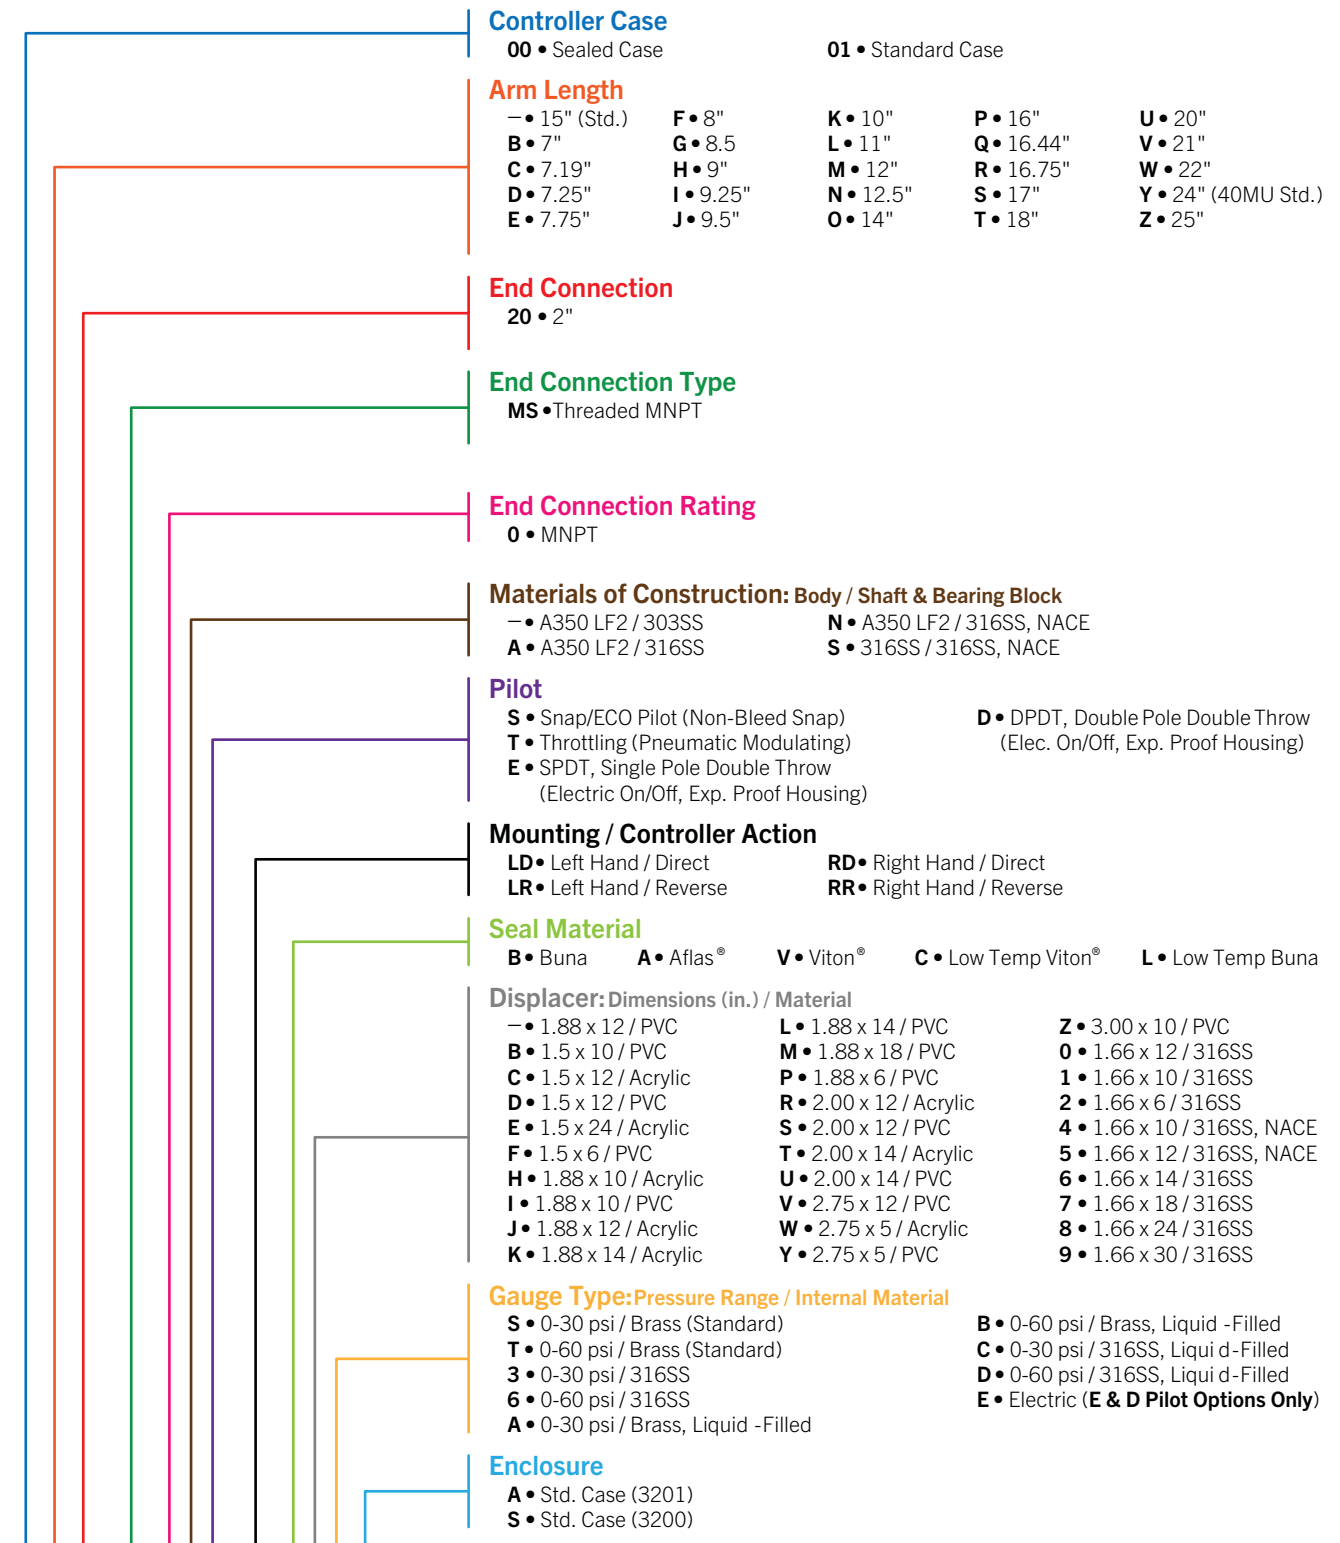 Controller Case
00 • Sealed Case 01 • Standard Case
Arm Length
–• 15" (Std.) F • 8" K • 10" P • 16" U • 20"
B • 7" G • 8.5 L • 11" Q • 16.44" V • 21"
C • 7.19" H • 9" M • 12" R • 16.75" W • 22"
D • 7.25" I • 9.25" N • 12.5" S • 17" Y • 24" (40MU Std.)
E • 7.75" J • 9.5" O • 14" T • 18" Z • 25"
End Connection
20 • 2"
End Connection Type
MS •Threaded MNPT
End Connection Rating
0 • MNPT
Materials of Construction: Body / Shaft & Bearing Block
–• A350 LF2 / 303SS N • A350 LF2 / 316SS, NACE
A • A350 LF2 / 316SS S • 316SS / 316SS, NACE
Pilot
S • Snap/ECO Pilot (Non-Bleed Snap) D • DPDT, Double Pole Double Throw
T • Throttling (Pneumatic Modulating) (Elec. On/Off, Exp. Proof Housing)
E • SPDT, Single Pole Double Throw
(Electric On/Off, Exp. Proof Housing)
Mounting / Controller Action
LD• Left Hand / Direct RD• Right Hand / Direct
LR• Left Hand / Reverse RR• Right Hand / Reverse
Seal Material
B • Buna A • Aflas® V • Viton® C • Low Temp Viton® L • Low Temp Buna
Displacer: Dimensions (in.) / Material
–• 1.88 x 12 / PVC L • 1.88 x 14 / PVC Z • 3.00 x 10 / PVC
B • 1.5 x 10 / PVC M • 1.88 x 18 / PVC 0 • 1.66 x 12 / 316SS
C • 1.5 x 12 / Acrylic P • 1.88 x 6 / PVC 1 • 1.66 x 10 / 316SS
D • 1.5 x 12 / PVC R • 2.00 x 12 / Acrylic 2 • 1.66 x 6 / 316SS
E • 1.5 x 24 / Acrylic S • 2.00 x 12 / PVC 4 • 1.66 x 10 / 316SS, NACE
F • 1.5 x 6 / PVC T • 2.00 x 14 / Acrylic 5 • 1.66 x 12 / 316SS, NACE
H • 1.88 x 10 / Acrylic U • 2.00 x 14 / PVC 6 • 1.66 x 14 / 316SS
I • 1.88 x 10 / PVC V • 2.75 x 12 / PVC 7 • 1.66 x 18 / 316SS
J • 1.88 x 12 / Acrylic W • 2.75 x 5 / Acrylic 8 • 1.66 x 24 / 316SS
K • 1.88 x 14 / Acrylic Y • 2.75 x 5 / PVC 9 • 1.66 x 30 / 316SS
Gauge Type: Pressure Range / Internal Material
S • 0-30 psi / Brass (Standard) B • 0-60 psi / Brass, Liquid -Filled
T • 0-60 psi / Brass (Standard) C • 0-30 psi / 316SS, Liqui d-Filled
3 • 0-30 psi / 316SS D • 0-60 psi / 316SS, Liqui d-Filled
6 • 0-60 psi / 316SS E • Electric (E & D Pilot Options Only)
A • 0-30 psi / Brass, Liquid -Filled
Enclosure
A • Std. Case (3201)
S • Std. Case (3200)